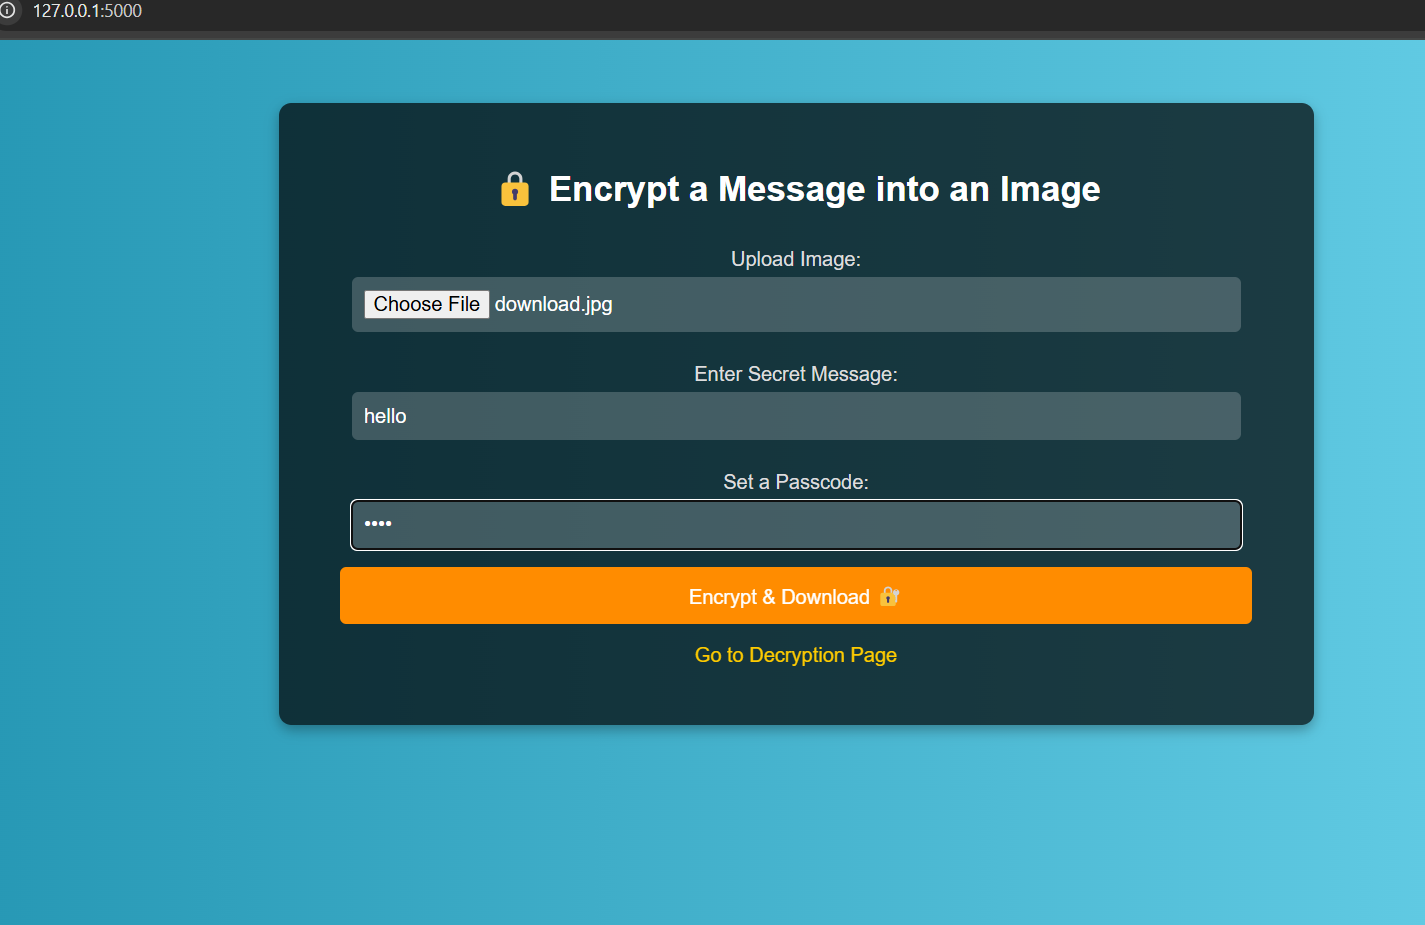 127.0.0.1:5000
Encrypt a Message into an Image
Upload Image:
Choose File download.jpg
Enter Secret Message:
hello
Set a Passcode:
••••
Encrypt & Download
Go to Decryption Page